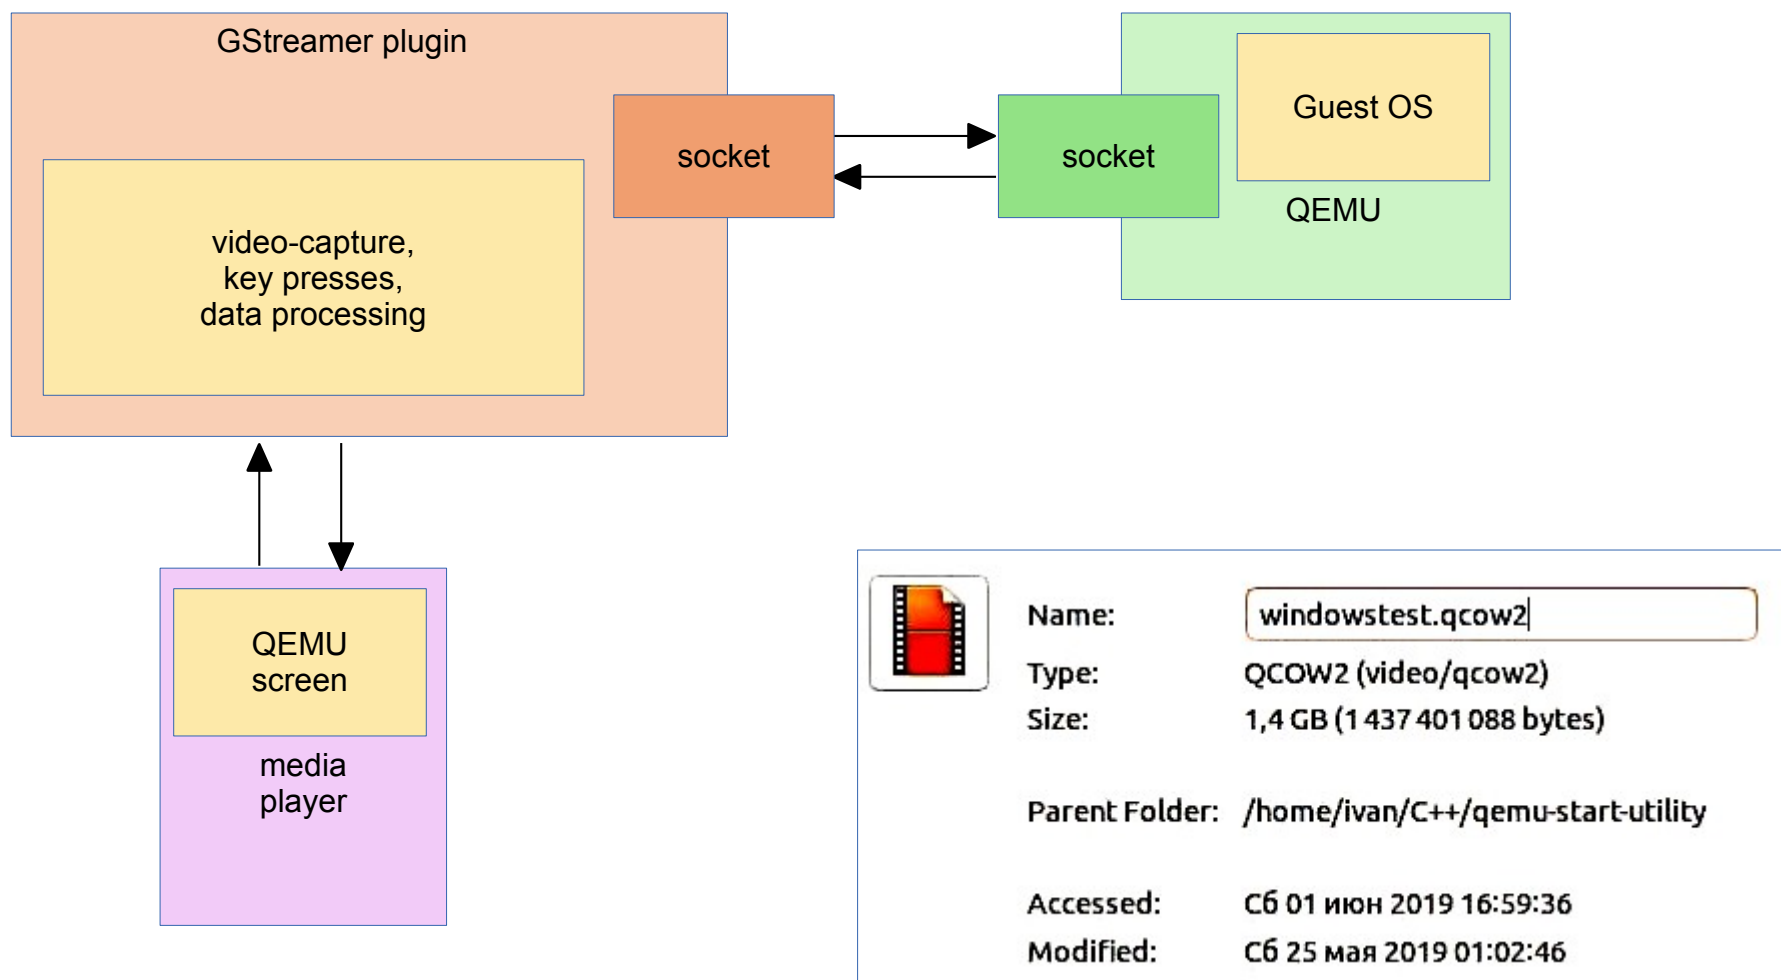 GStreamer plugin
socket
socket
Guest OS
QEMU
video-capture,
key presses,
data processing
QEMU
screen
media
player
Name: windowstest.qcow2
Type: QCOW2 (video/qcow2)
Size: 1,4 GB (1 437 401 088 bytes)
Parent Folder: /home/ivan/C++/qemu-start-utility
Accessed: Сб 01 июн 2019 16:59:36
Modified: Сб 25 мая 2019 01:02:46